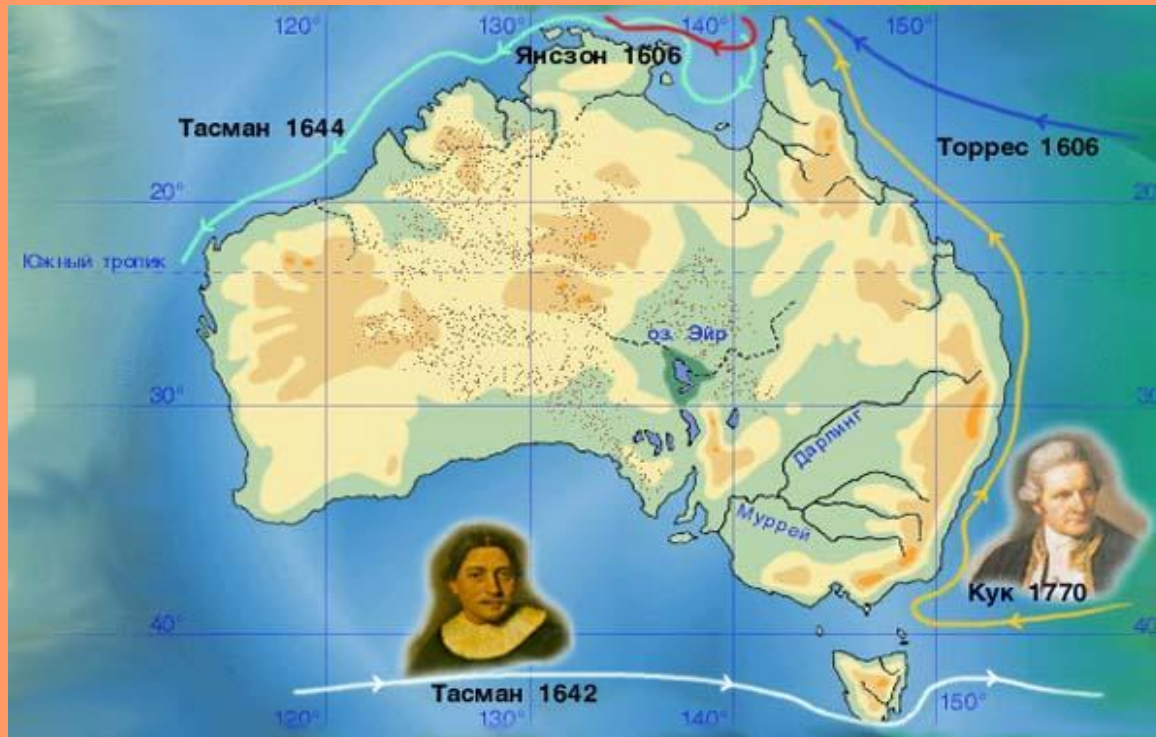 120°
130°
140°
150°
Янсзон 1606
Тасман 1644
Торрес 1606
20°
20
Южный тропик
оз. Эйр
30°
30
Дарлинг
Муррей
Кук 1770
40°
40
Тасман 1642
120°
130°
140°
150°